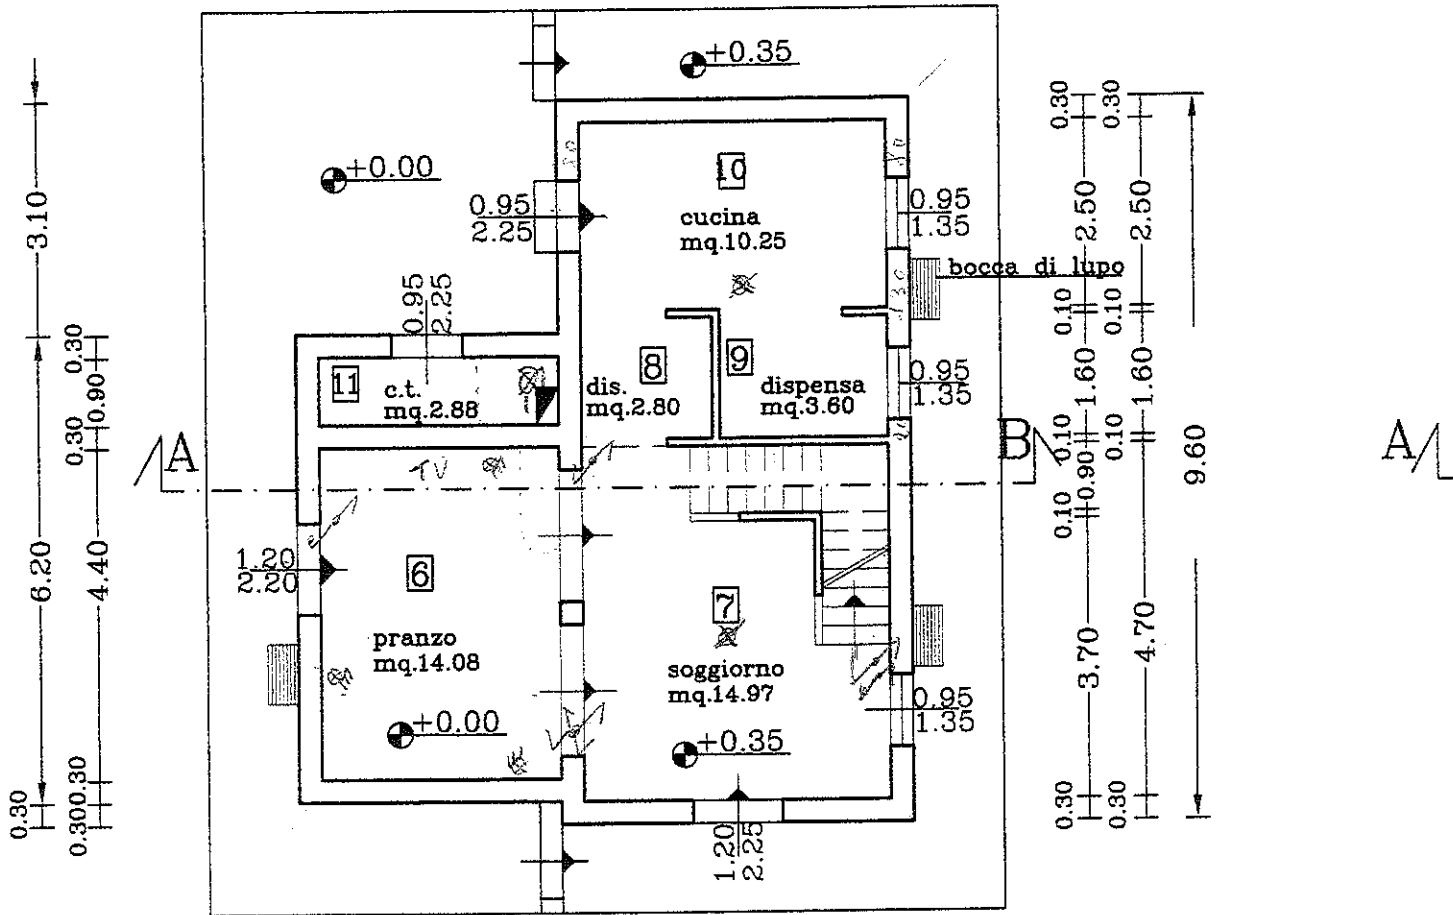 +0.35
+0.00
10
cucina
mq.10.25
0.95
2.25
0.95
1.35
bocca di lupo
0.95
2.25
11
c.t.
mq.2.88
8
dis.
mq.2.80
9
dispensa
mq.3.60
0.95
1.35
A
B
A
TV
1.20
2.20
6
pranzo
mq.14.08
+0.00
7
soggiorno
mq.14.97
+0.35
0.95
1.35
1.20
2.25
3.10
6.20
0.30
0.30
0.90
0.30
4.40
0.30
0.30
0.30
2.50
0.10
1.60
0.10
0.90
0.10
3.70
0.30
0.30
2.50
0.10
1.60
0.10
4.70
0.30
9.60